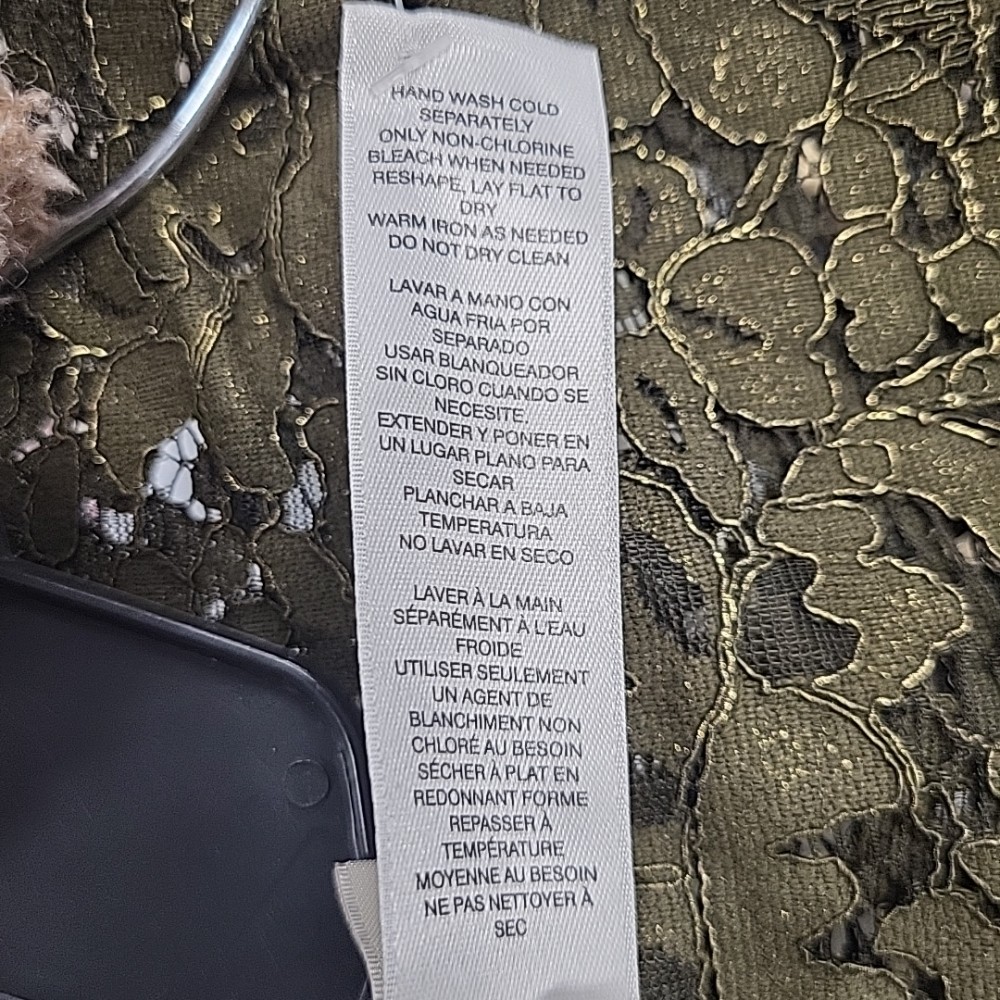 HAND WASH COLD
SEPARATELY
ONLY NON-CHLORINE
BLEACH WHEN NEEDED
RESHAPE, LAY FLAT TO
DRY
WARM IRON AS NEEDED
DO NOT DRY CLEAN
LAVAR A MANO CON
AGUA FRIA POR
SEPARADO
USAR BLANQUEADOR
SIN CLORO CUANDO SE
NECESITE
EXTENDER Y PONER EN
UN LUGAR PLANO PARA
SECAR
PLANCHAR A BAJA
TEMPERATURA
NO LAVAR EN SECO
LAVER À LA MAIN
SÉPARÉMENT À L'EAU
FROIDE
UTILISER SEULEMENT
UN AGENT DE
BLANCHIMENT NON
CHLORÉ AU BESOIN
SÉCHER À PLAT EN
REDONNANT FORME
REPASSER À
TEMPÉRATURE
MOYENNE AU BESOIN
NE PAS NETTOYER À
SEC